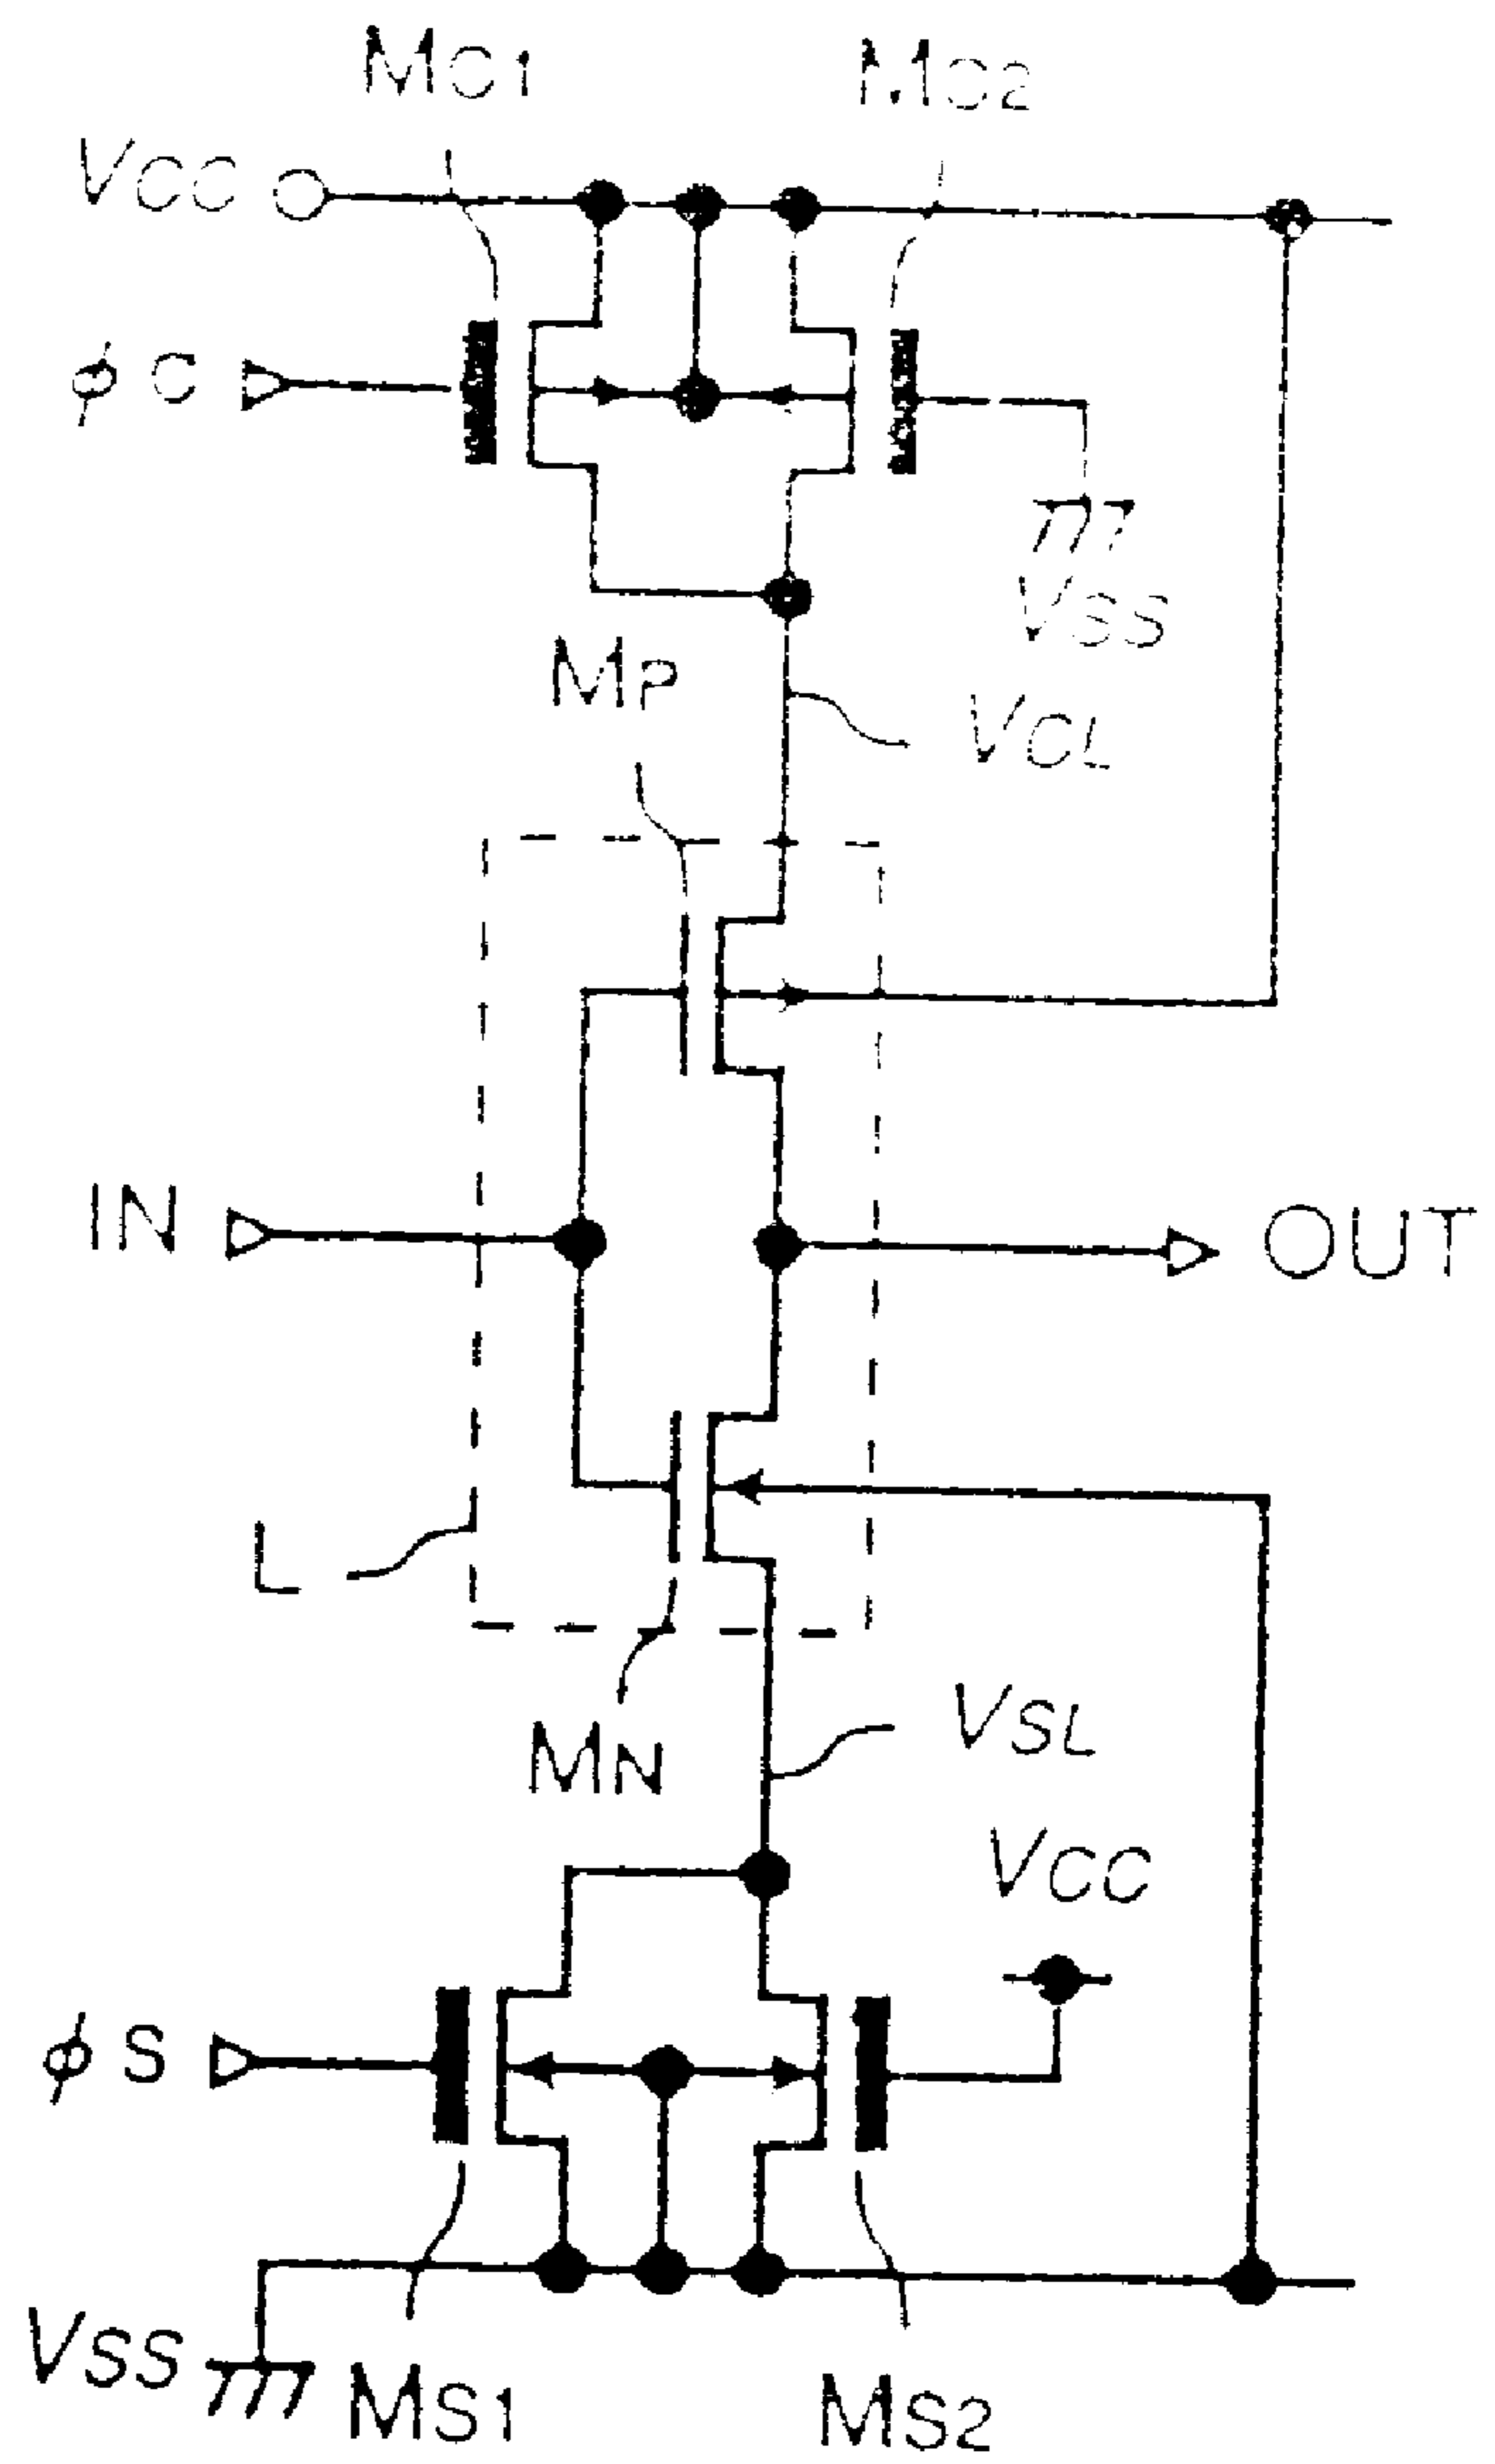 MC1 MC2
VCC
φC
VSS
MP
VCL
IN OUT
L
VSL
MN
VCC
φS
VSS
MS1 MS2